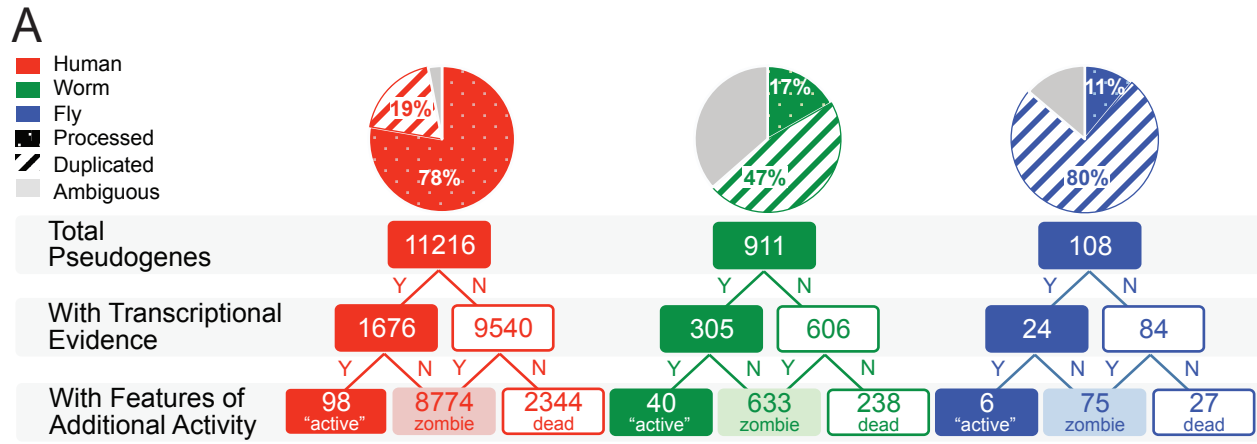 A
Human
Worm
Fly
Processed
Duplicated
Ambiguous
19%
78%
17%
47%
11%
80%
Total
Pseudogenes
11216
911
108
Y N
Y N
Y N
With Transcriptional
Evidence
1676
9540
305
606
24
84
Y N Y N
Y N Y N
Y N Y N
With Features of
Additional Activity
98
"active"
8774
zombie
2344
dead
40
"active"
633
zombie
238
dead
6
"active"
75
zombie
27
dead